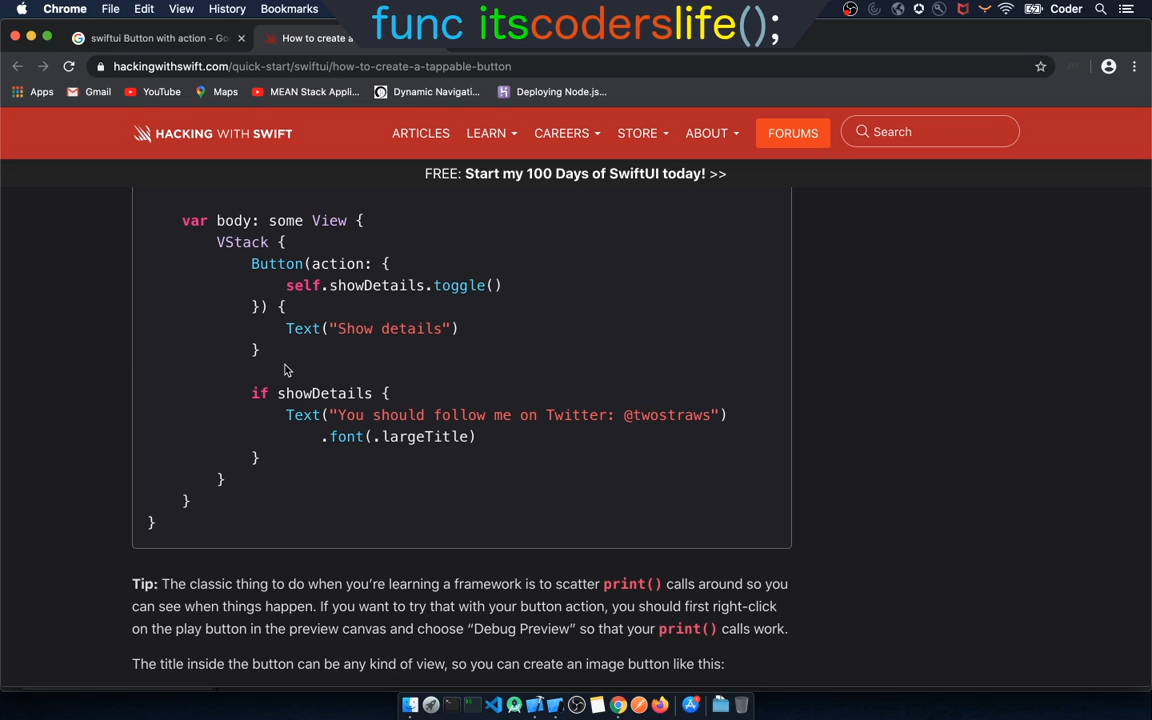 Chrome File Edit View History Bookmarks
func itscoderslife();
Coder
swiftui Button with action - Go
How to create a
hackingwithswift.com/quick-start/swiftui/how-to-create-a-tappable-button
Apps Gmail YouTube Maps MEAN Stack Appli... Dynamic Navigati... Deploying Node.js...
HACKING WITH SWIFT ARTICLES LEARN CAREERS STORE ABOUT FORUMS Search
FREE: Start my 100 Days of SwiftUI today! >>
var body: some View {
VStack {
Button(action: {
self.showDetails.toggle()
}) {
Text("Show details")
}
if showDetails {
Text("You should follow me on Twitter: @twostraws")
.font(.largeTitle)
}
}
}
}
Tip: The classic thing to do when you're learning a framework is to scatter print() calls around so you
can see when things happen. If you want to try that with your button action, you should first right-click
on the play button in the preview canvas and choose “Debug Preview” so that your print() calls work.
The title inside the button can be any kind of view, so you can create an image button like this: